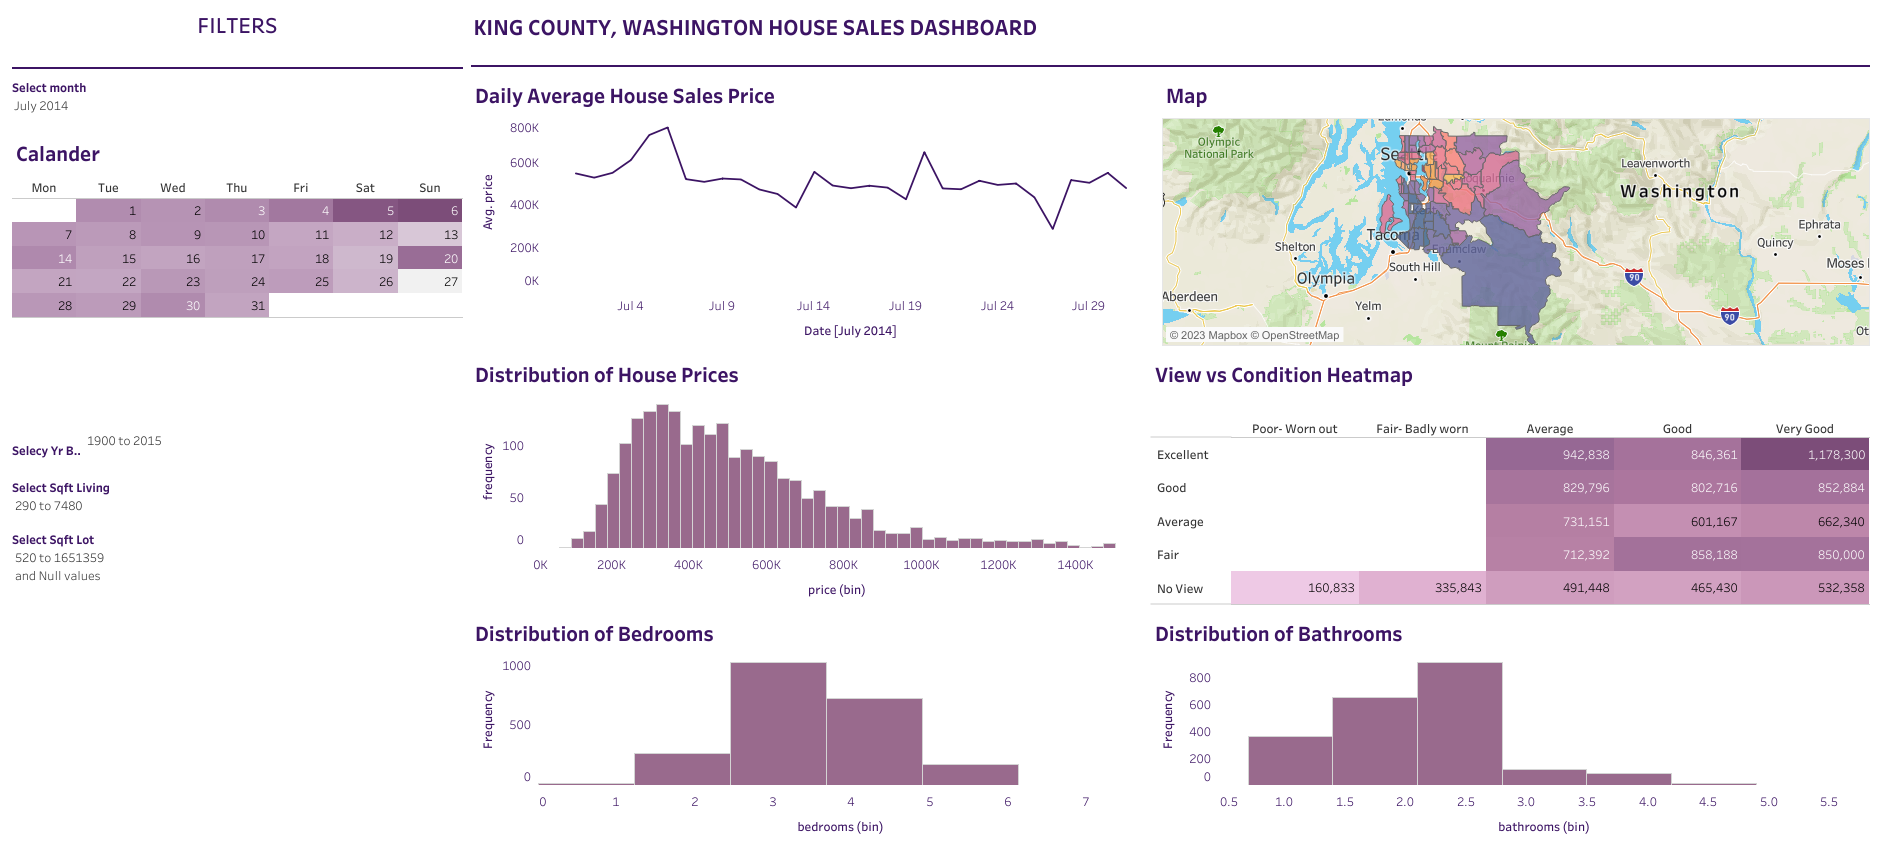 FILTERS
Select month
July 2014
Calander
Mon Tue Wed Thu Fri Sat Sun
1 2 3 4 5 6
7 8 9 10 11 12 13
14 15 16 17 18 19 20
21 22 23 24 25 26 27
28 29 30 31
Selecy Yr B.. 1900 to 2015
Select Sqft Living
290 to 7480
Select Sqft Lot
520 to 1651359
and Null values
KING COUNTY, WASHINGTON HOUSE SALES DASHBOARD
Daily Average House Sales Price
Avg. price
800K
600K
400K
200K
0K
Jul 4 Jul 9 Jul 14 Jul 19 Jul 24 Jul 29
Date [July 2014]
Map
Olympic
National Park
Leavenworth
Washington
Ephrata
Quincy
Moses
Shelton
Tacoma
Enumclaw
South Hill
Olympia
Yelm
Aberdeen
90
90
© 2023 Mapbox © OpenStreetMap
Distribution of House Prices
frequency
100
50
0
0K 200K 400K 600K 800K 1000K 1200K 1400K
price (bin)
View vs Condition Heatmap
Poor- Worn out Fair- Badly worn Average Good Very Good
Excellent 942,838 846,361 1,178,300
Good 829,796 802,716 852,884
Average 731,151 601,167 662,340
Fair 712,392 858,188 850,000
No View 160,833 335,843 491,448 465,430 532,358
Distribution of Bedrooms
Frequency
1000
500
0
0 1 2 3 4 5 6 7
bedrooms (bin)
Distribution of Bathrooms
Frequency
800
600
400
200
0
0.5 1.0 1.5 2.0 2.5 3.0 3.5 4.0 4.5 5.0 5.5
bathrooms (bin)